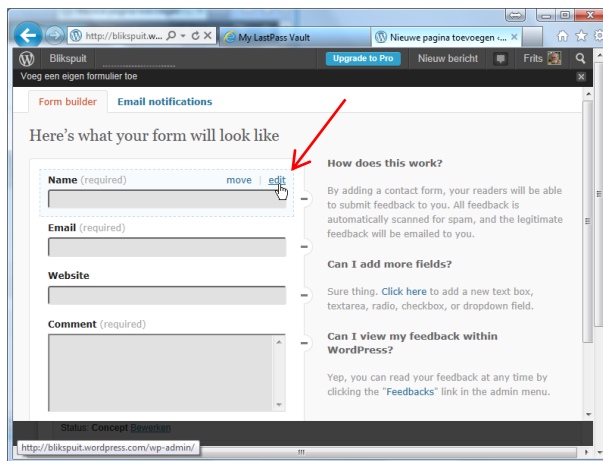 http://blikspuit.w...
My LastPass Vault
Nieuwe pagina toevoegen ‹...
Blikspuit
Upgrade to Pro
Nieuw bericht
Frits
Voeg een eigen formulier toe
Form builder
Email notifications
Here's what your form will look like
Name (required)
move | edit
Email (required)
Website
Comment (required)
How does this work?
By adding a contact form, your readers will be able
to submit feedback to you. All feedback is
automatically scanned for spam, and the legitimate
feedback will be emailed to you.
Can I add more fields?
Sure thing. Click here to add a new text box,
textarea, radio, checkbox, or dropdown field.
Can I view my feedback within
WordPress?
Yep, you can read your feedback at any time by
clicking the "Feedbacks" link in the admin menu.
Status: Concept Bewerken
http://blikspuit.wordpress.com/wp-admin/